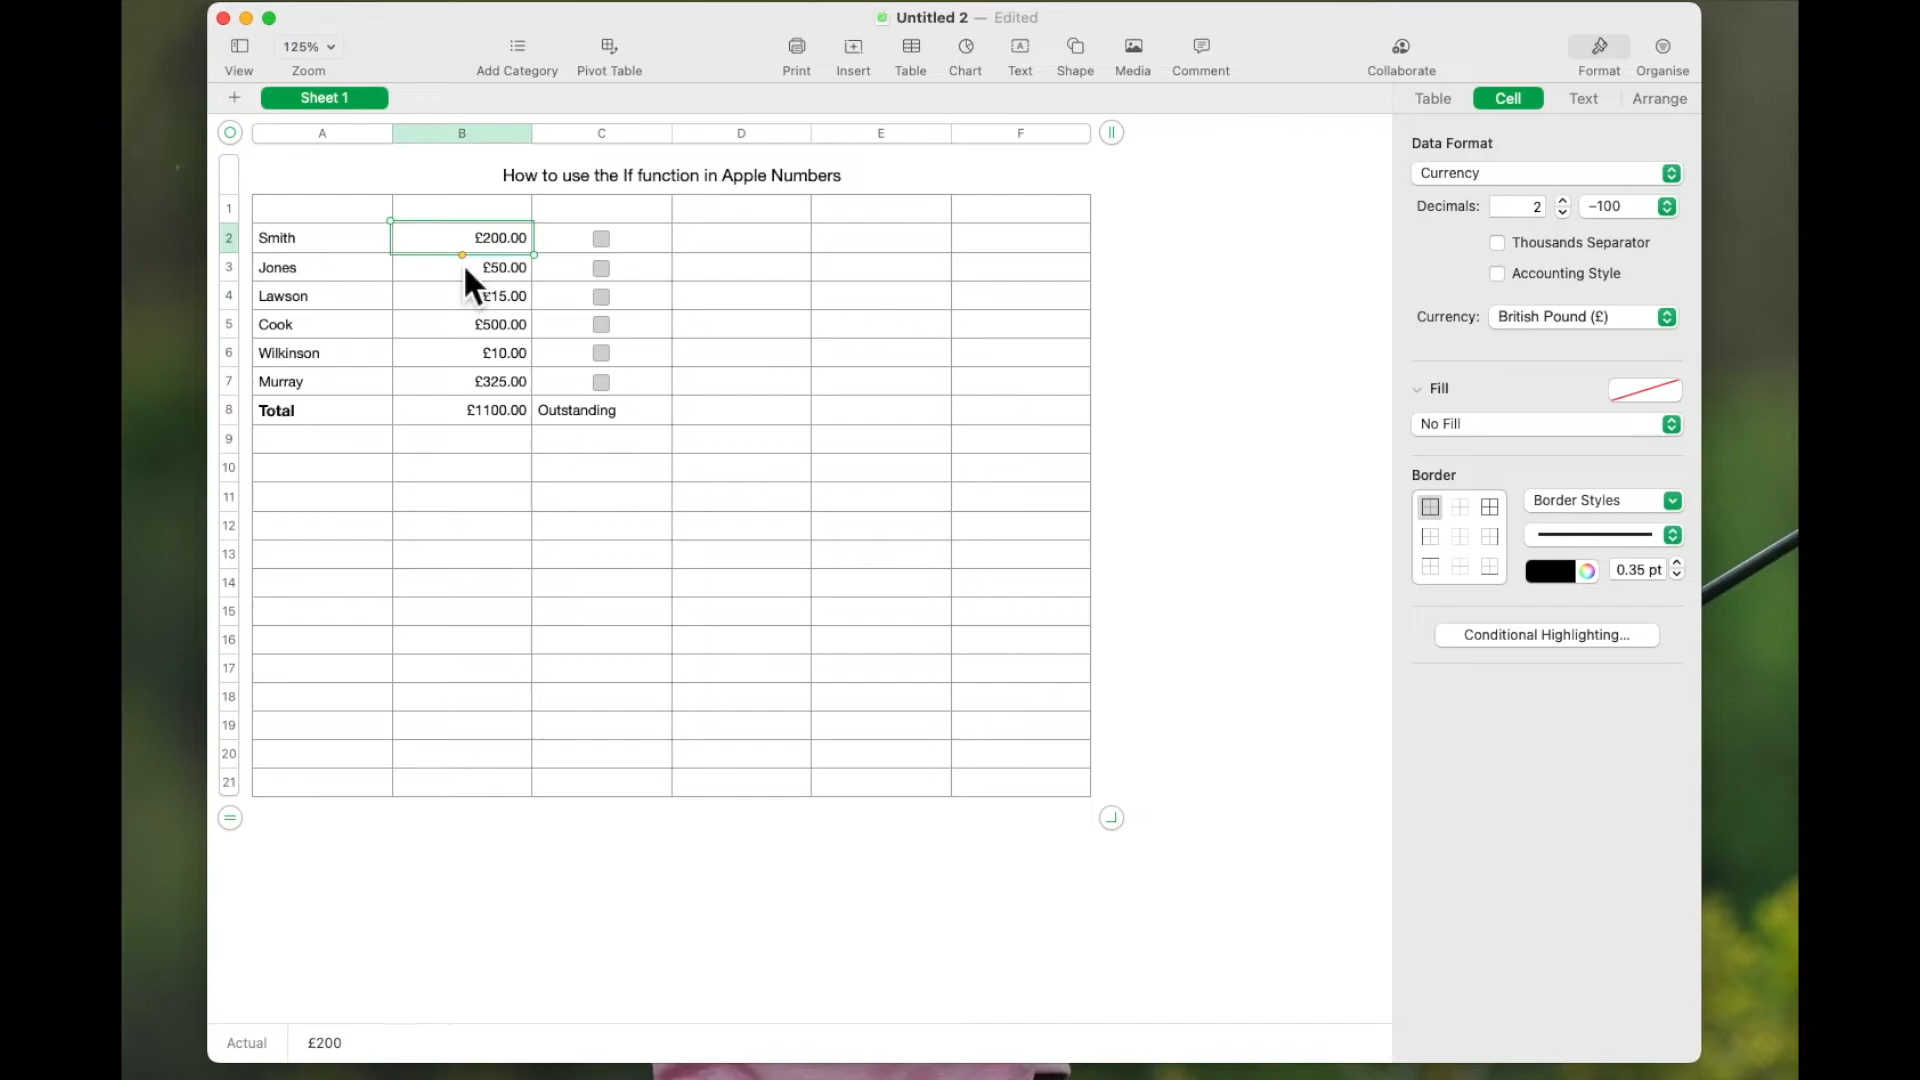 Untitled 2 — Edited
125%
View Zoom Add Category Pivot Table Print Insert Table Chart Text Shape Media Comment Collaborate Format Organise
Sheet 1
Table Cell Text Arrange
A B C D E F
How to use the If function in Apple Numbers
1
2 Smith £200.00
3 Jones £50.00
4 Lawson £15.00
5 Cook £500.00
6 Wilkinson £10.00
7 Murray £325.00
8 Total £1100.00 Outstanding
9
10
11
12
13
14
15
16
17
18
19
20
21
Data Format
Currency
Decimals: 2 –100
Thousands Separator
Accounting Style
Currency: British Pound (£)
Fill
No Fill
Border
Border Styles
0.35 pt
Conditional Highlighting...
Actual £200